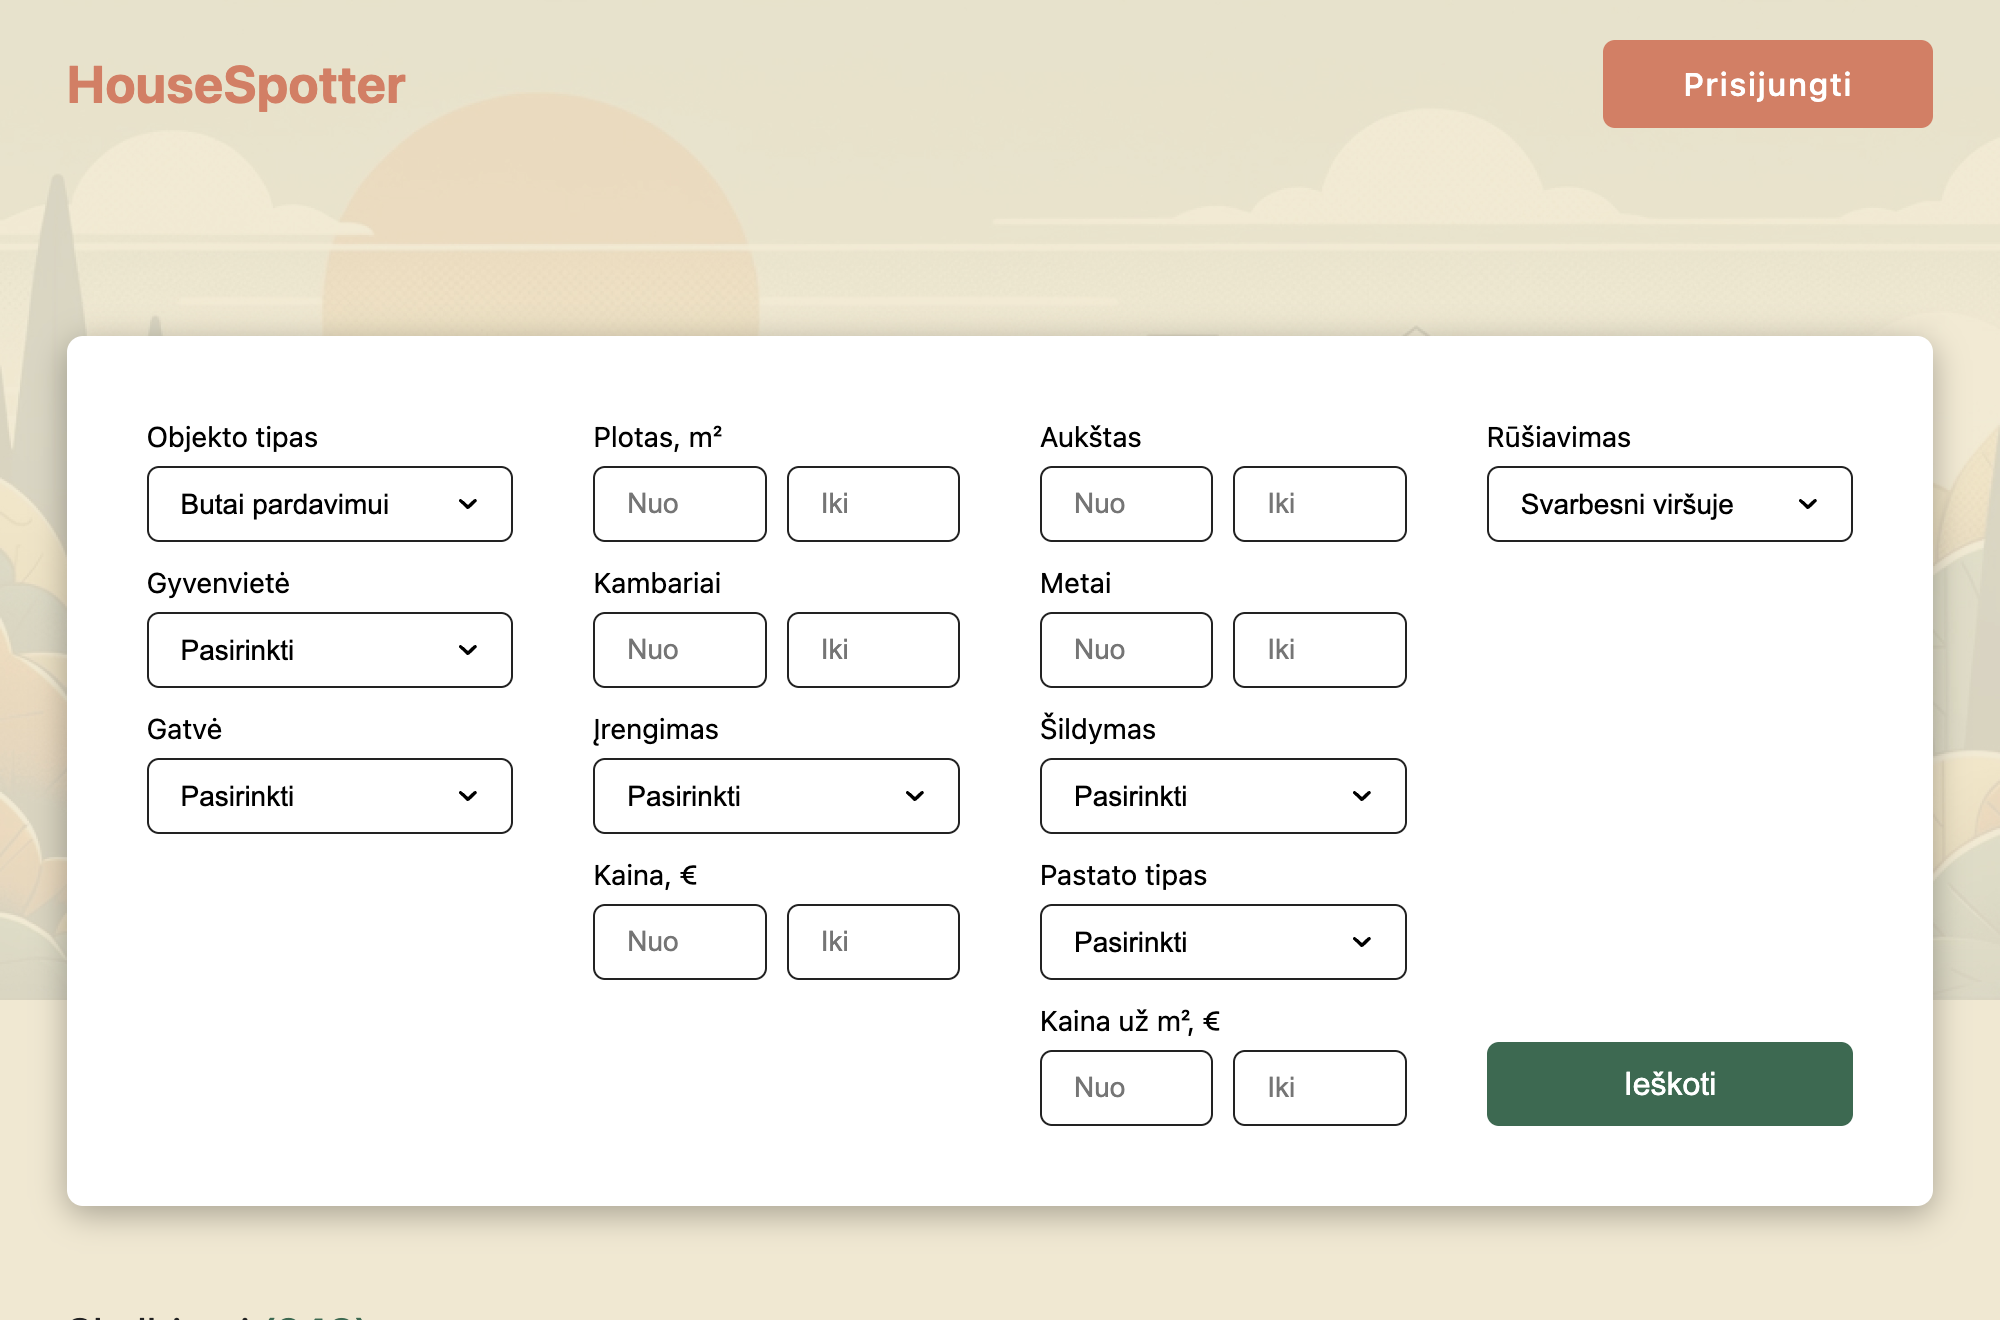 HouseSpotter
Prisijungti
Objekto tipas
Butai pardavimui
Gyvenvietė
Pasirinkti
Gatvė
Pasirinkti
Plotas, m²
Nuo Iki
Kambariai
Nuo Iki
Įrengimas
Pasirinkti
Kaina, €
Nuo Iki
Aukštas
Nuo Iki
Metai
Nuo Iki
Šildymas
Pasirinkti
Pastato tipas
Pasirinkti
Kaina už m², €
Nuo Iki
Rūšiavimas
Svarbesni viršuje
Ieškoti